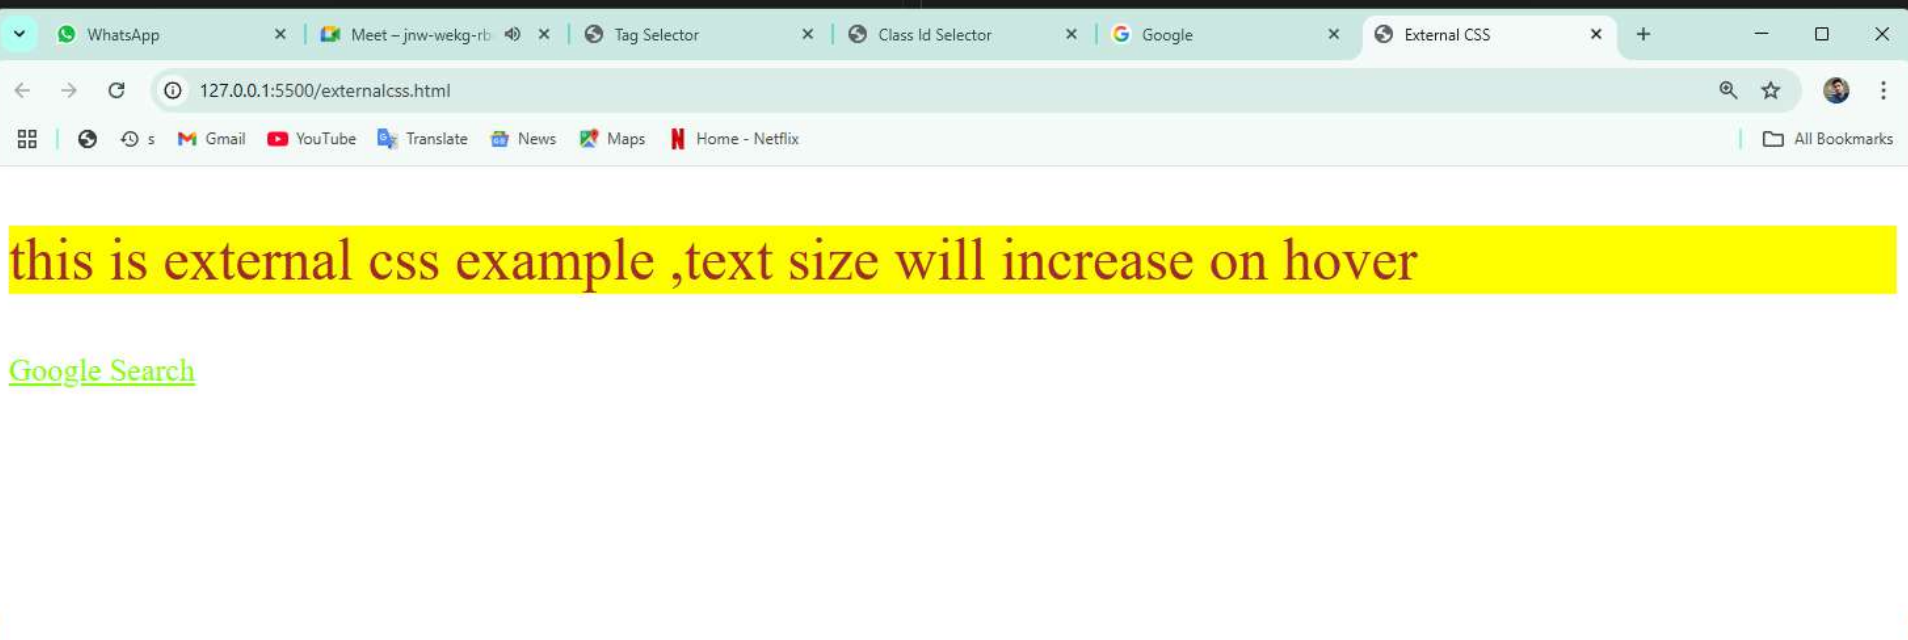 WhatsApp
Meet – jnw-wekg-rb
Tag Selector
Class Id Selector
Google
External CSS
127.0.0.1:5500/externalcss.html
s
Gmail
YouTube
Translate
News
Maps
Home - Netflix
All Bookmarks
this is external css example ,text size will increase on hover
Google Search